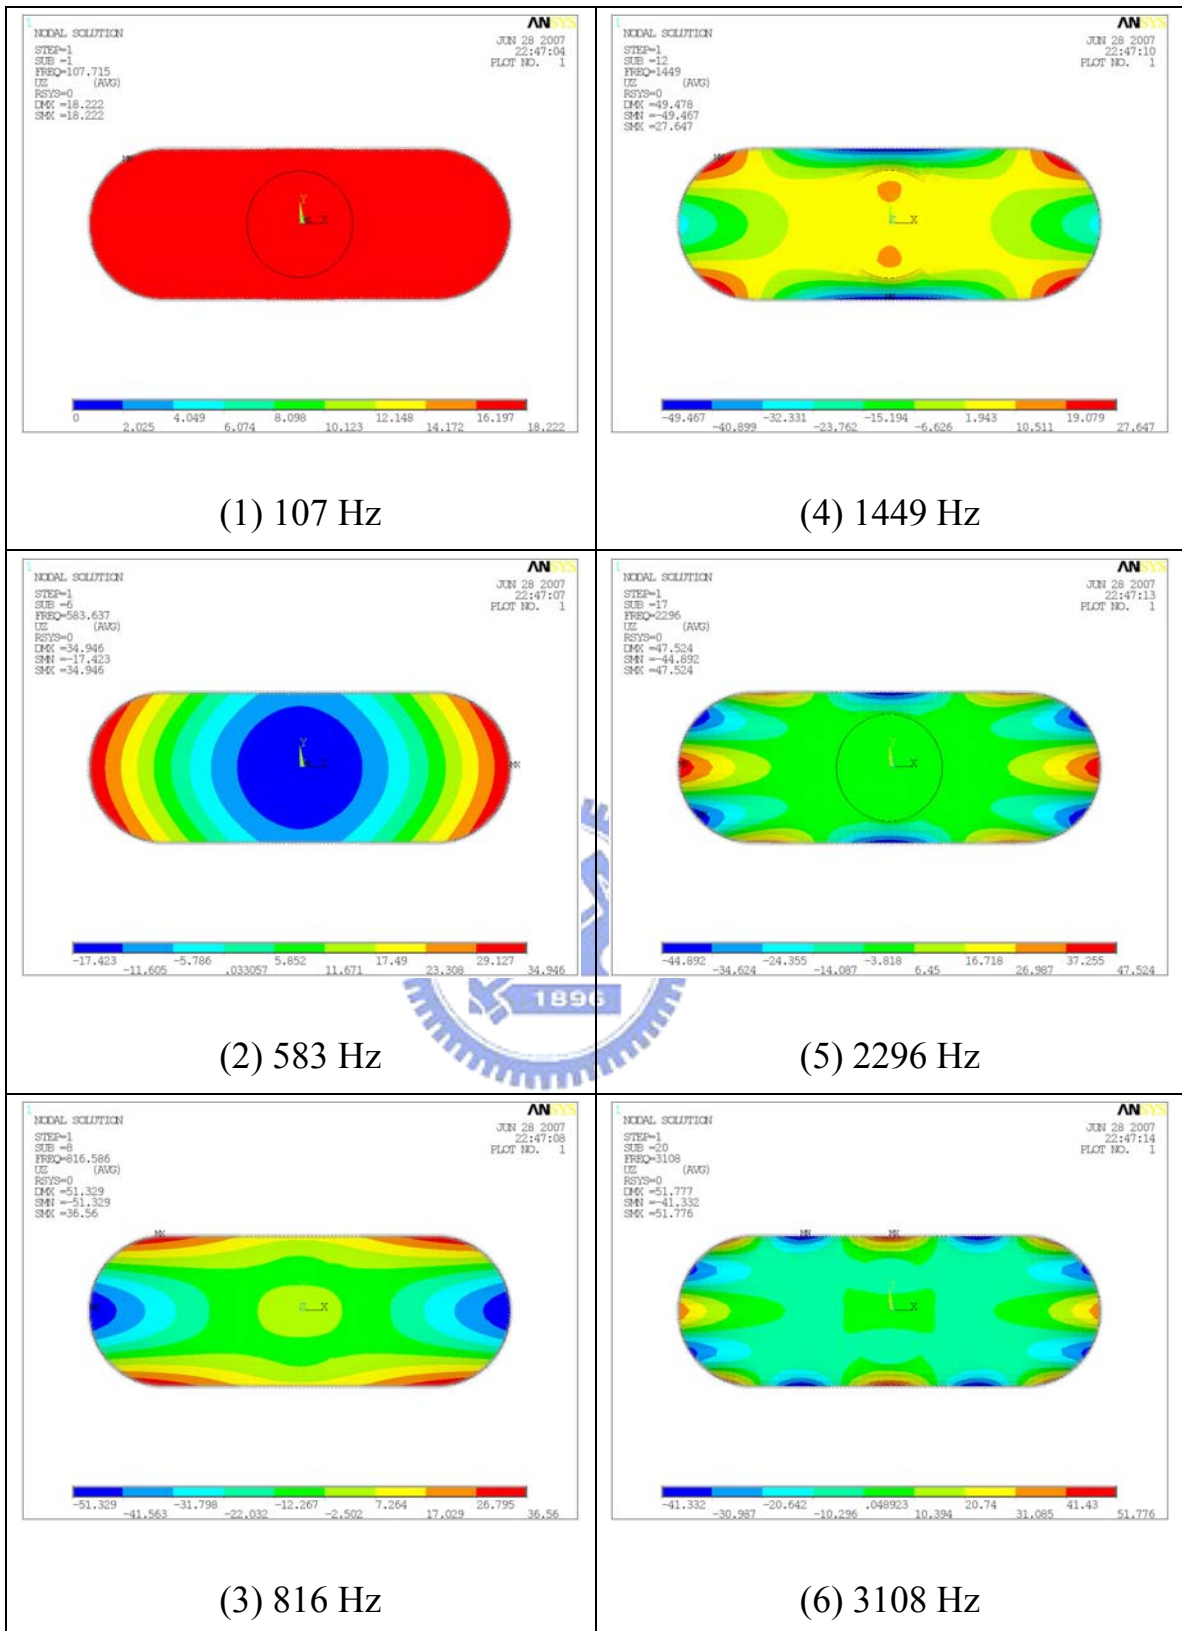 1
ANSYS
NODAL SOLUTION
JUN 28 2007
STEP=1
22:47:04
SUB =1
PLOT NO. 1
FREQ=107.715
UZ (AVG)
RSYS=0
DMX =18.222
SMX =18.222
MX
Y
X
0 4.049 8.098 12.148 16.197
2.025 6.074 10.123 14.172 18.222
(1) 107 Hz
1
ANSYS
NODAL SOLUTION
JUN 28 2007
STEP=1
22:47:10
SUB =12
PLOT NO. 1
FREQ=1449
UZ (AVG)
RSYS=0
DMX =49.478
SMN =-49.467
SMX =27.647
MX
Y
Z X
MN
-49.467 -32.331 -15.194 1.943 19.079
-40.899 -23.762 -6.626 10.511 27.647
(4) 1449 Hz
1
ANSYS
NODAL SOLUTION
JUN 28 2007
STEP=1
22:47:07
SUB =6
PLOT NO. 1
FREQ=583.637
UZ (AVG)
RSYS=0
DMX =34.946
SMN =-17.423
SMX =34.946
Y
X
MX
-17.423 -5.786 5.852 17.49 29.127
-11.605 .033057 11.671 23.308 34.946
(2) 583 Hz
1
ANSYS
NODAL SOLUTION
JUN 28 2007
STEP=1
22:47:13
SUB =17
PLOT NO. 1
FREQ=2296
UZ (AVG)
RSYS=0
DMX =47.524
SMN =-44.892
SMX =47.524
Y
X
-44.892 -24.355 -3.818 16.718 37.255
-34.624 -14.087 6.45 26.987 47.524
(5) 2296 Hz
1896
1
ANSYS
NODAL SOLUTION
JUN 28 2007
STEP=1
22:47:08
SUB =8
PLOT NO. 1
FREQ=816.586
UZ (AVG)
RSYS=0
DMX =51.329
SMN =-51.329
SMX =36.56
MX
Z X
-51.329 -31.798 -12.267 7.264 26.795
-41.563 -22.032 -2.502 17.029 36.56
(3) 816 Hz
1
ANSYS
NODAL SOLUTION
JUN 28 2007
STEP=1
22:47:14
SUB =20
PLOT NO. 1
FREQ=3108
UZ (AVG)
RSYS=0
DMX =51.777
SMN =-41.332
SMX =51.776
MN MX
X
-41.332 -20.642 .048923 20.74 41.43
-30.987 -10.296 10.394 31.085 51.776
(6) 3108 Hz